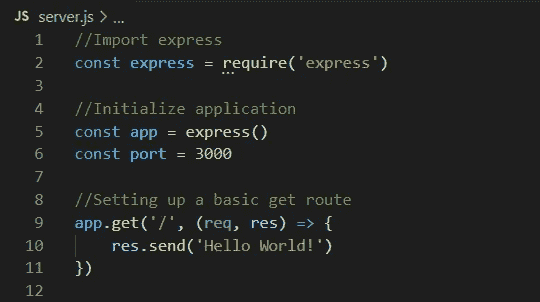 JS server.js > ...
1 //Import express
2 const express = require('express')
3
4 //Initialize application
5 const app = express()
6 const port = 3000
7
8 //Setting up a basic get route
9 app.get('/', (req, res) => {
10     res.send('Hello World!')
11 })
12